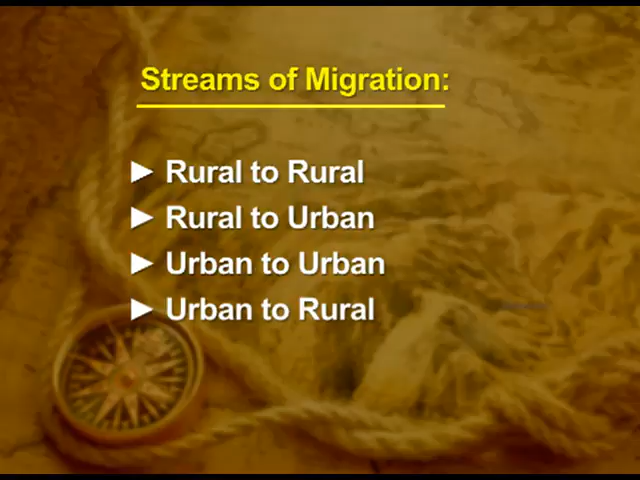 Streams of Migration:
► Rural to Rural
► Rural to Urban
► Urban to Urban
► Urban to Rural